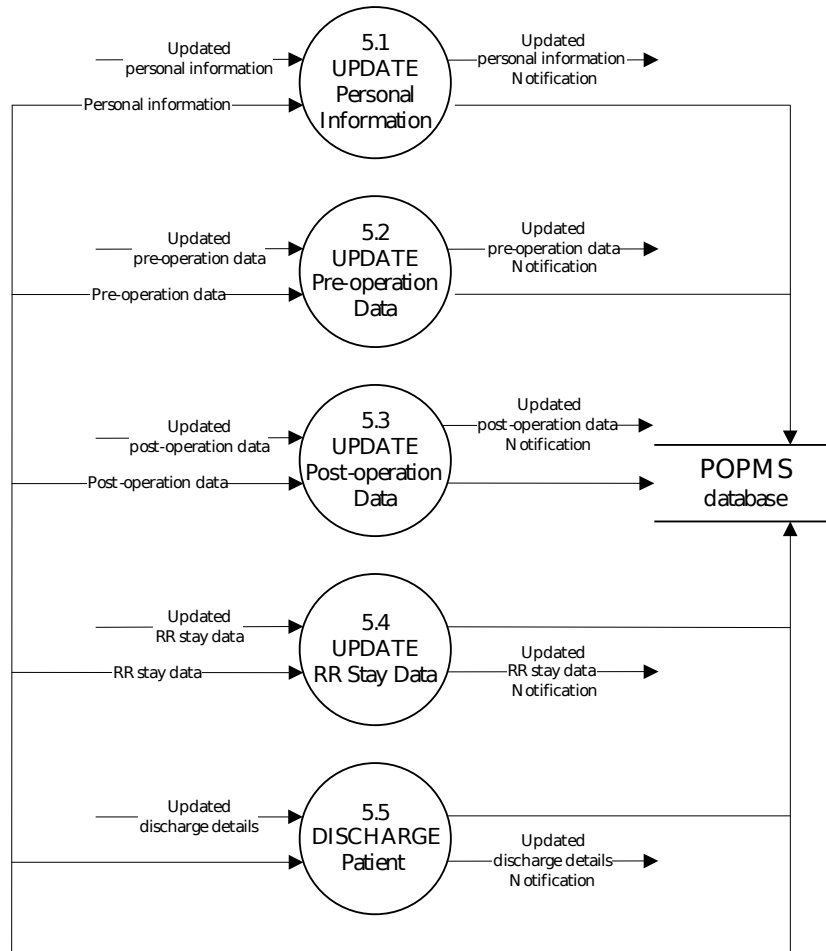 Updated
personal information
Personal information
5.1
UPDATE
Personal
Information
Updated
personal information
Notification
Updated
pre-operation data
Pre-operation data
5.2
UPDATE
Pre-operation
Data
Updated
pre-operation data
Notification
Updated
post-operation data
Post-operation data
5.3
UPDATE
Post-operation
Data
Updated
post-operation data
Notification
POPMS
database
Updated
RR stay data
RR stay data
5.4
UPDATE
RR Stay Data
Updated
RR stay data
Notification
Updated
discharge details
5.5
DISCHARGE
Patient
Updated
discharge details
Notification